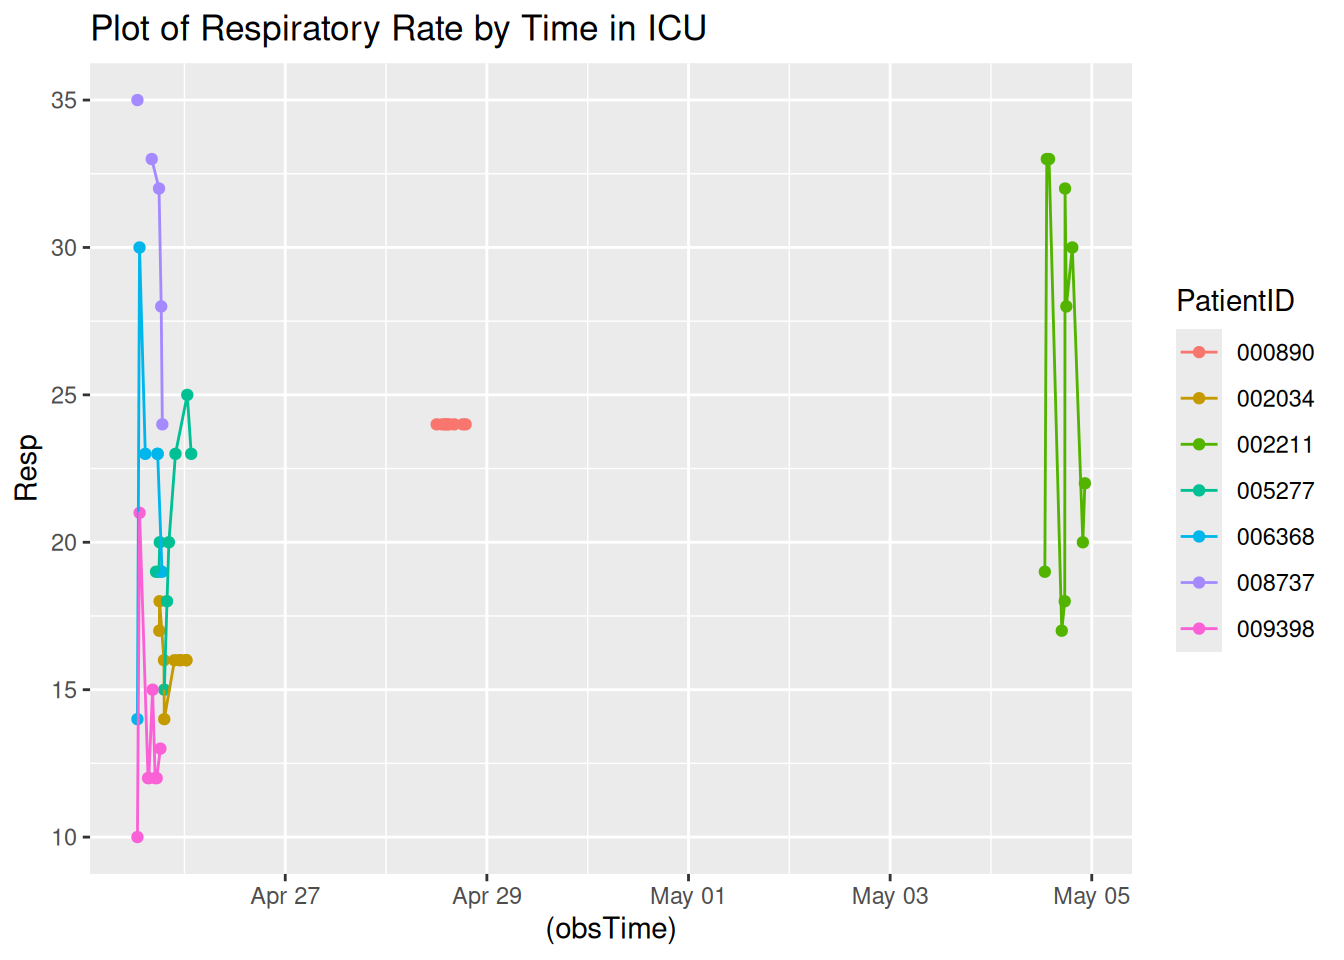 Plot of Respiratory Rate by Time in ICU
35
30
25
20
15
10
Resp
Apr 27
Apr 29
May 01
May 03
May 05
(obsTime)
PatientID
000890
002034
002211
005277
006368
008737
009398